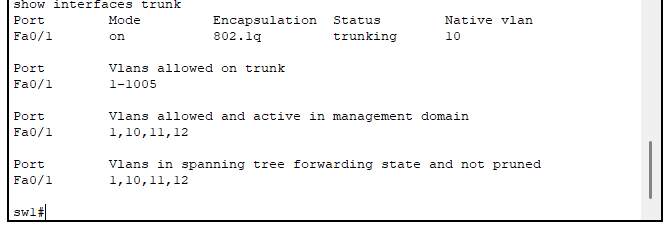 show interfaces trunk
Port        Mode         Encapsulation  Status        Native vlan
Fa0/1       on           802.1q         trunking      10

Port        Vlans allowed on trunk
Fa0/1       1-1005

Port        Vlans allowed and active in management domain
Fa0/1       1,10,11,12

Port        Vlans in spanning tree forwarding state and not pruned
Fa0/1       1,10,11,12

sw1#